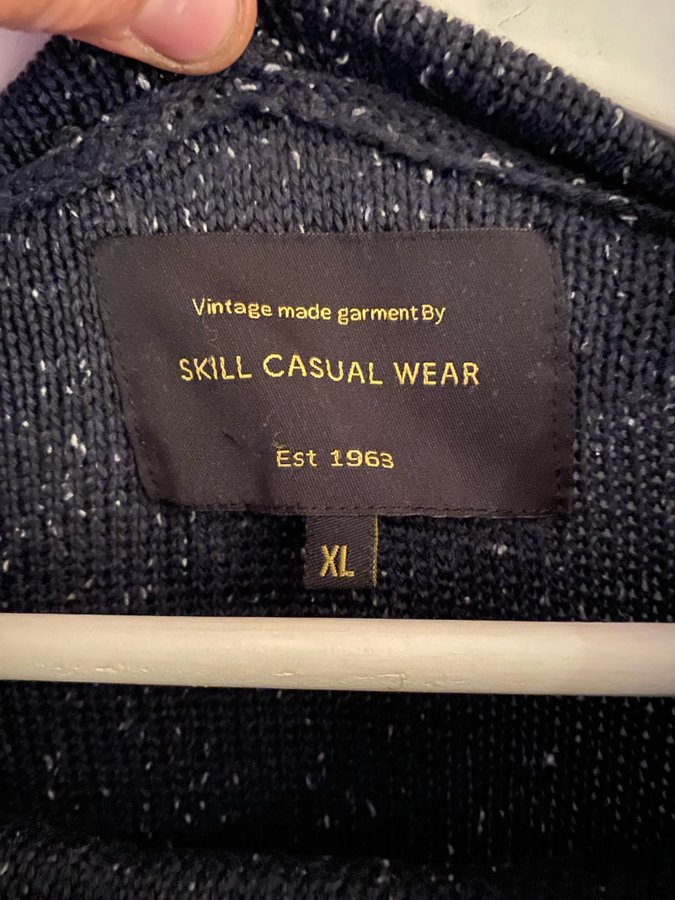 Vintage made garment By
SKILL CASUAL WEAR
Est 1963
XL